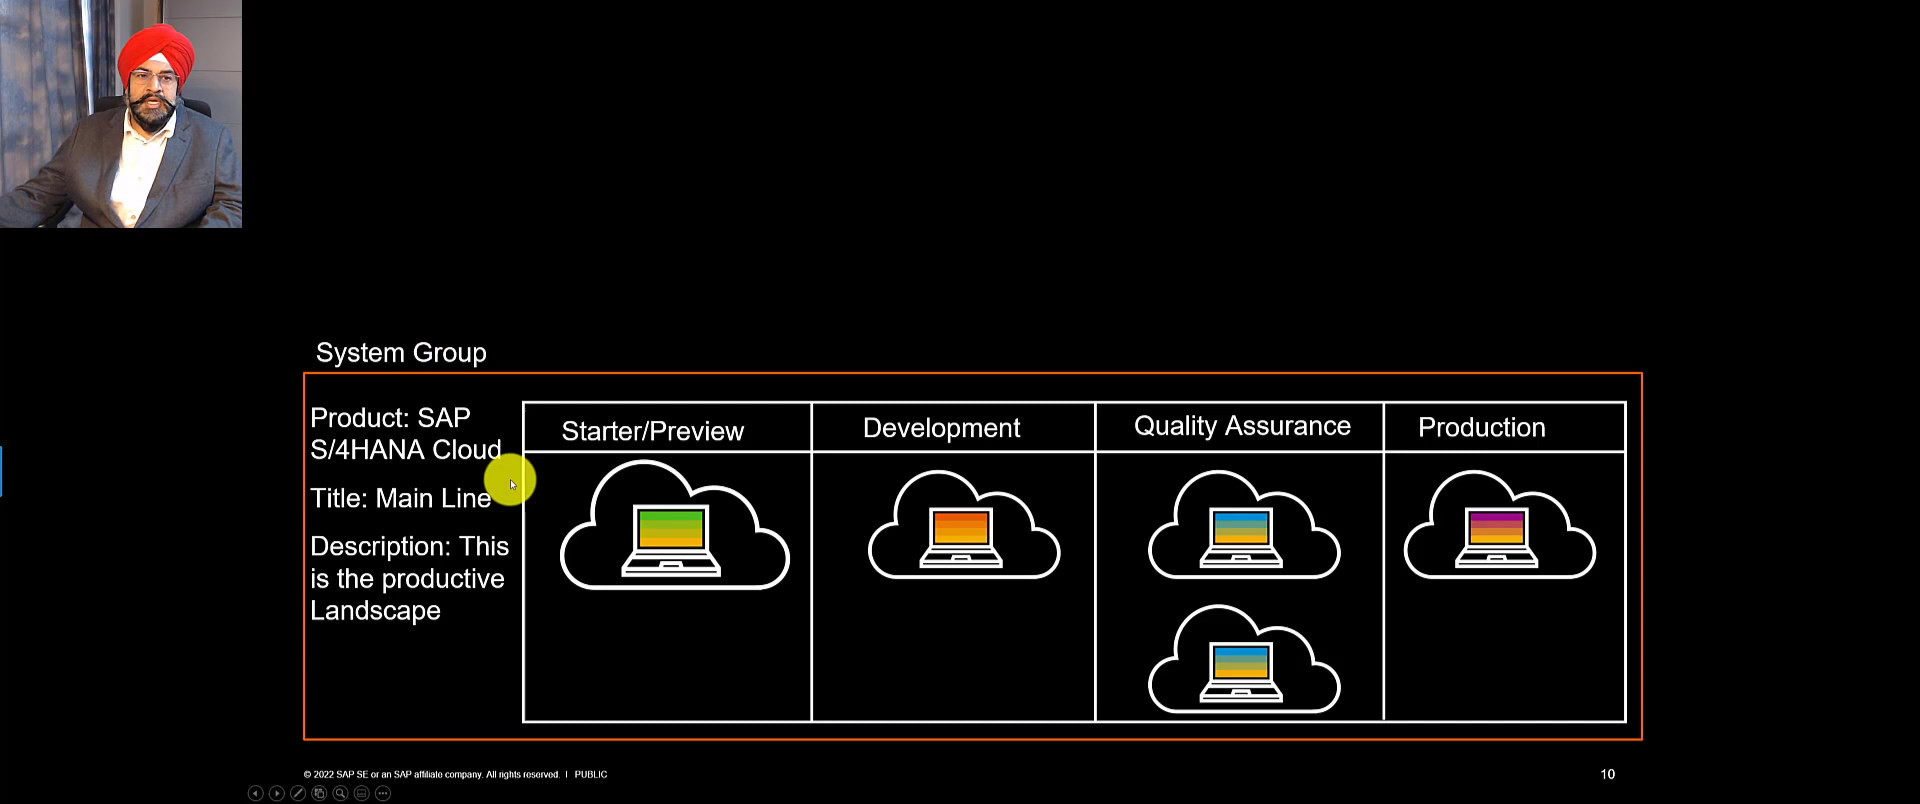 System Group
Product: SAP
S/4HANA Cloud
Title: Main Line
Description: This
is the productive
Landscape
Starter/Preview
Development
Quality Assurance
Production
© 2022 SAP SE or an SAP affiliate company. All rights reserved. I PUBLIC
10